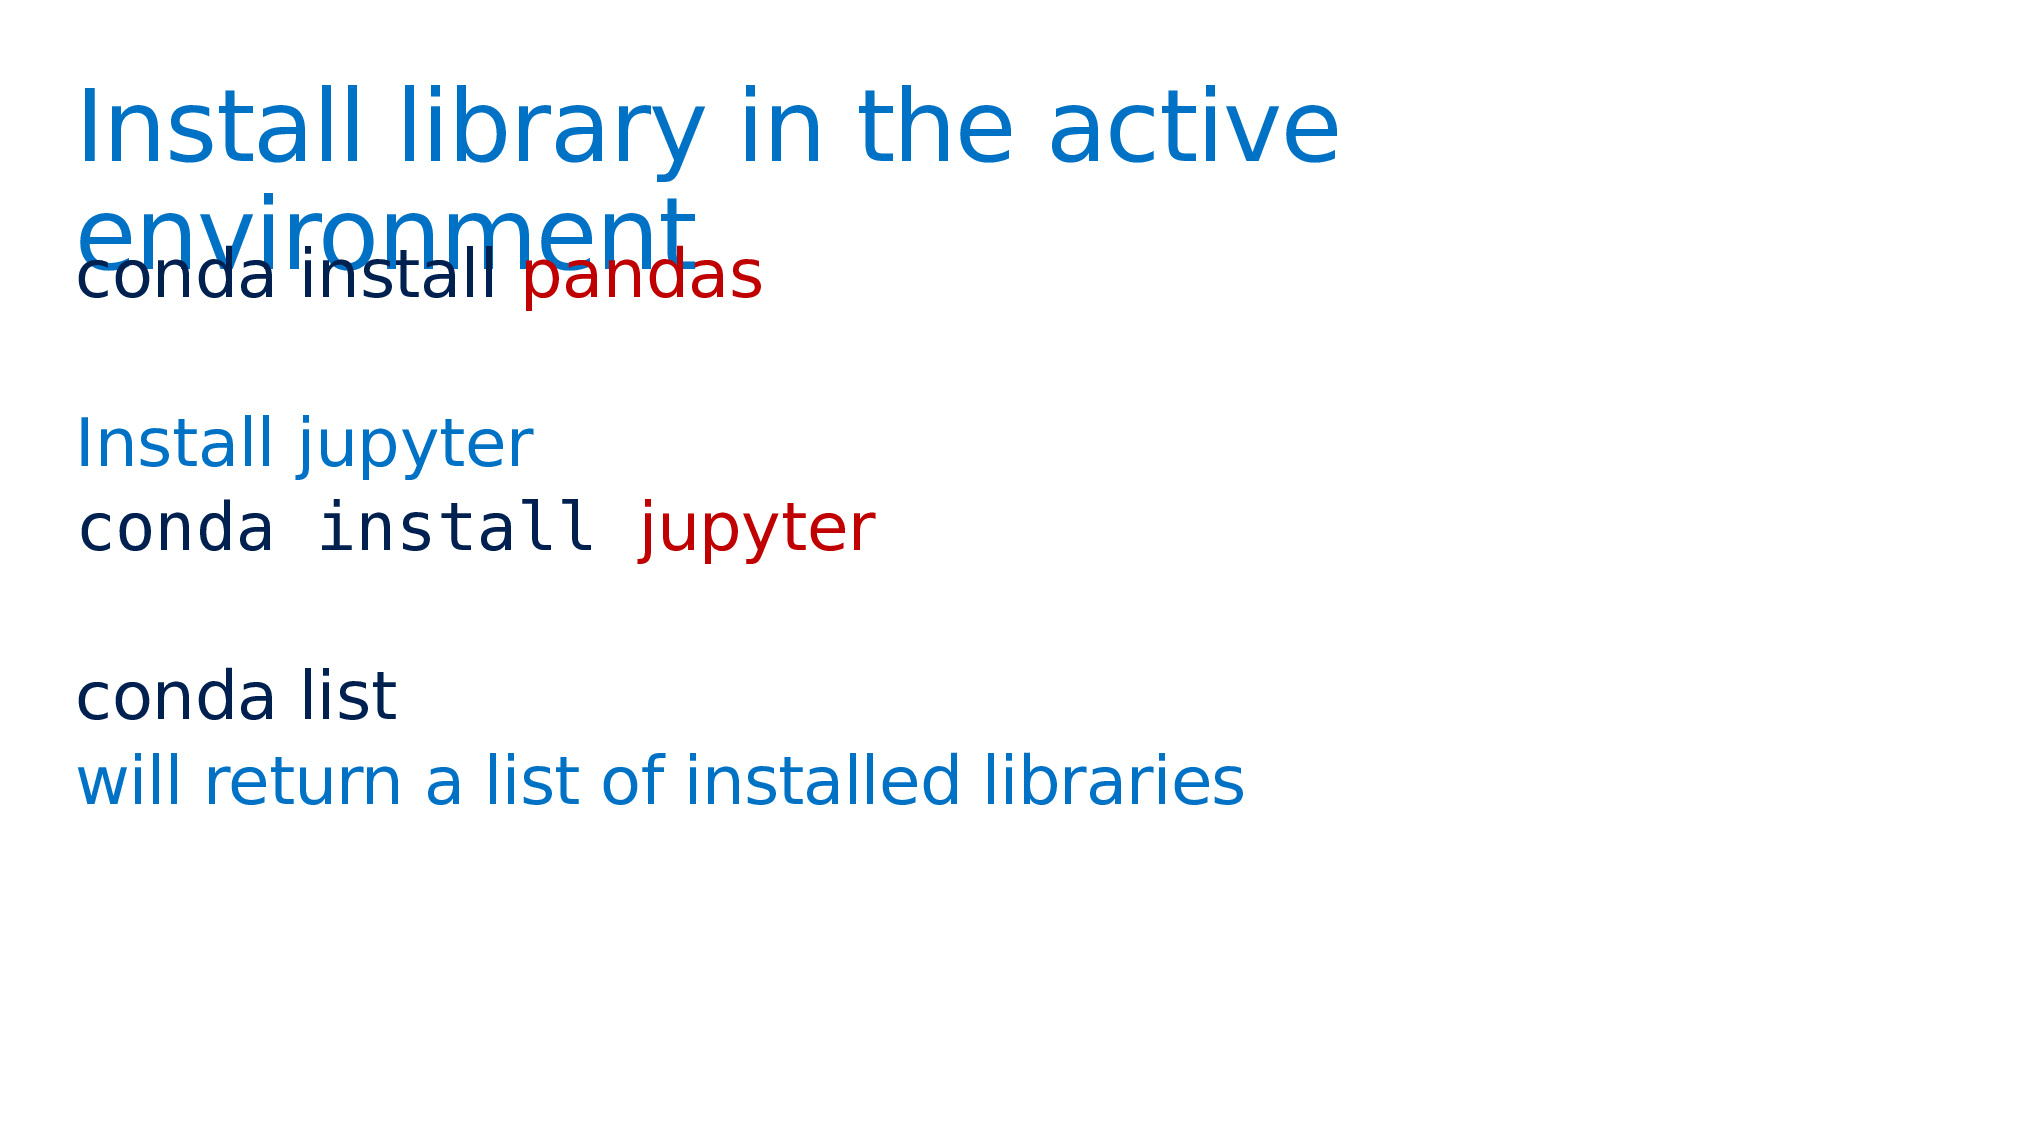 Install library in the active
environment
conda install pandas
Install jupyter
conda install jupyter
conda list
will return a list of installed libraries